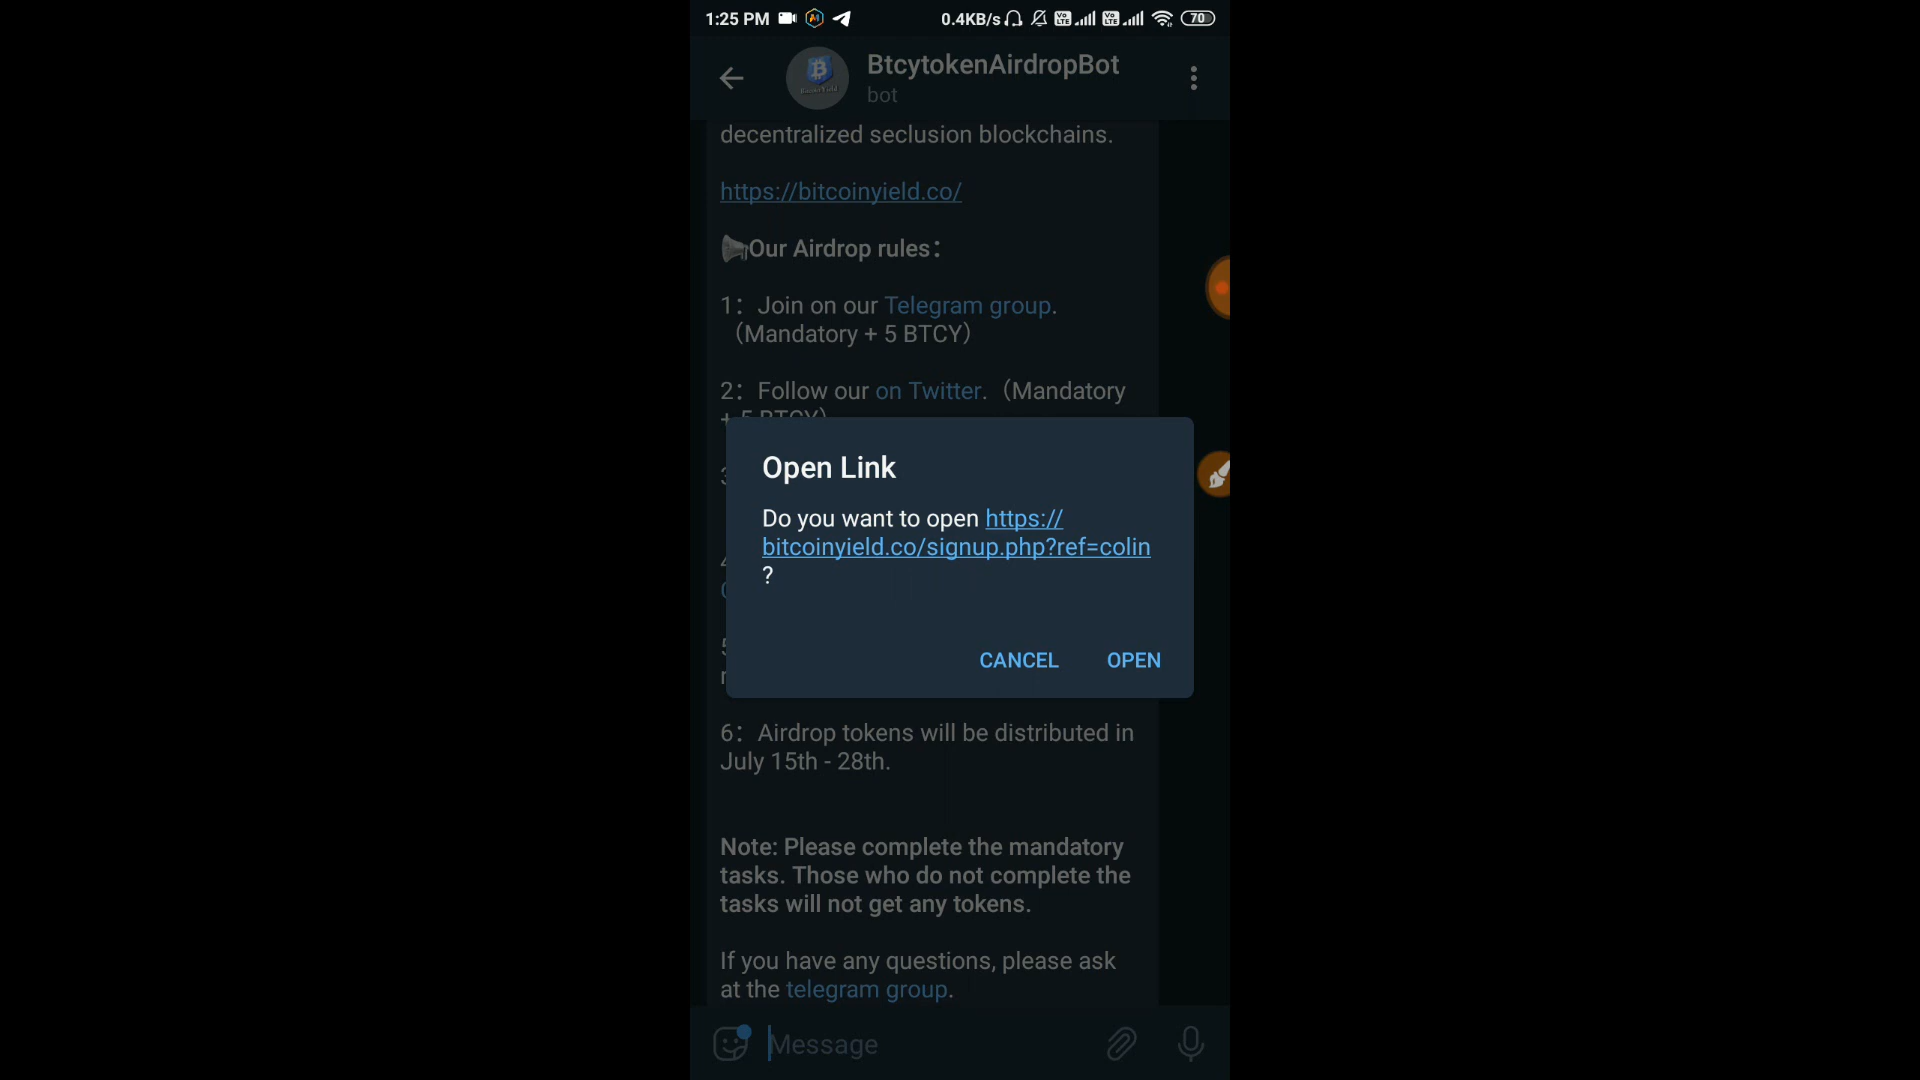 1:25 PM
0.4KB/s
70
BtcytokenAirdropBot
bot
decentralized seclusion blockchains.
https://bitcoinyield.co/
Our Airdrop rules：
1：Join on our Telegram group.
（Mandatory + 5 BTCY）
2：Follow our on Twitter.（Mandatory
+ 5 BTCY）
Open Link
Do you want to open https://
bitcoinyield.co/signup.php?ref=colin
?
CANCEL OPEN
6：Airdrop tokens will be distributed in
July 15th - 28th.
Note: Please complete the mandatory
tasks. Those who do not complete the
tasks will not get any tokens.
If you have any questions, please ask
at the telegram group.
Message